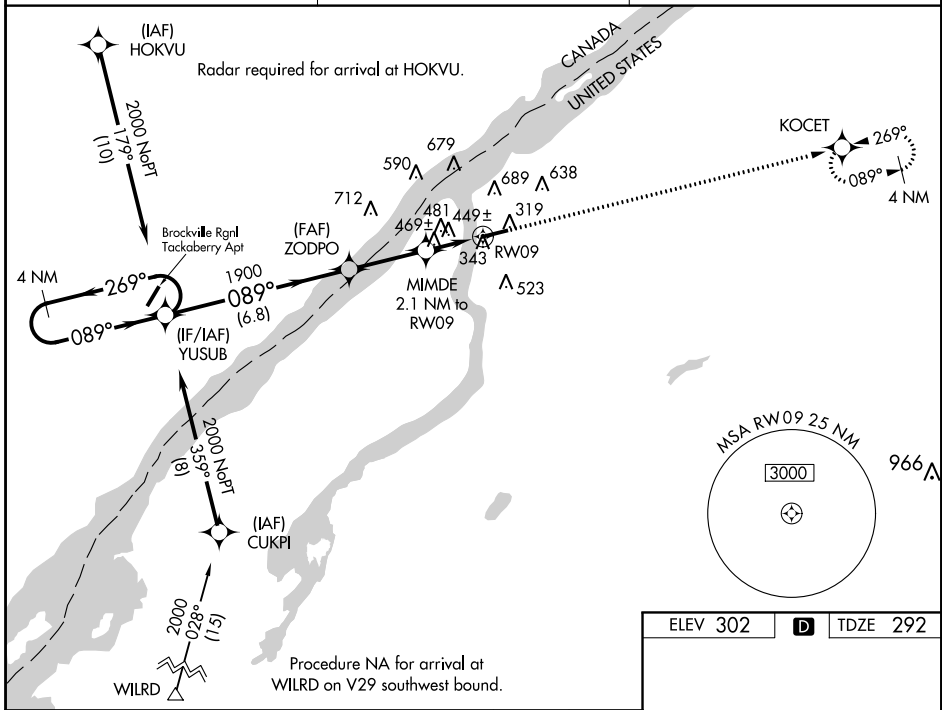 (IAF)
HOKVU
Radar required for arrival at HOKVU.
CANADA
UNITED STATES
2000 NoPT
179°
(10)
KOCET
269°
089°
4 NM
679
590
712
689
638
481
449±
469±
319
343
RW09
523
Brockville Rgnl
Tackaberry Apt
(FAF)
ZODPO
4 NM
269°
089°
1900
089°
(6.8)
MIMDE
2.1 NM to
RW09
(IF/IAF)
YUSUB
2000 NoPT
359°
(8)
MSA RW09 25 NM
3000
966
(IAF)
CUKPI
2000
028°
(15)
WILRD
Procedure NA for arrival at
WILRD on V29 southwest bound.
ELEV 302 D TDZE 292